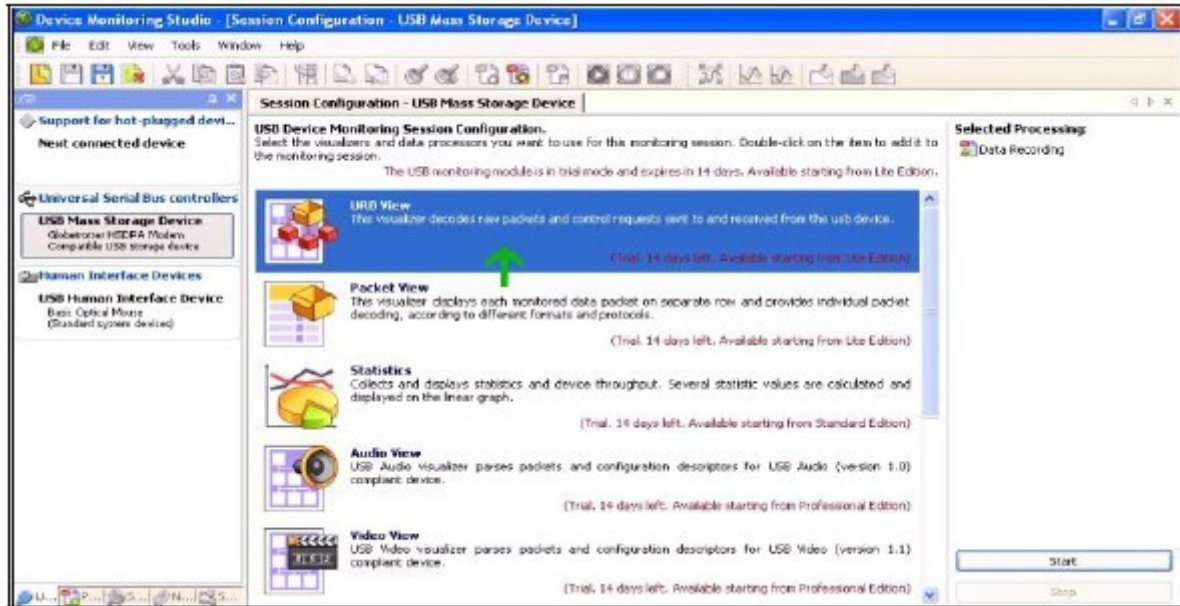 Device Monitoring Studio - [Session Configuration - USB Mass Storage Device]
File Edit View Tools Window Help
USB
Support for hot-plugged devi...
Next connected device
Universal Serial Bus controllers
USB Mass Storage Device
Globetrotter HSDPA Modem
Compatible USB storage device
Human Interface Devices
USB Human Interface Device
Basic Optical Mouse
(Standard system devices)
U... P... S... N... S...
Session Configuration - USB Mass Storage Device
USB Device Monitoring Session Configuration.
Select the visualizers and data processors you want to use for this monitoring session. Double-click on the item to add it to
the monitoring session.
The USB monitoring module is in trial mode and expires in 14 days. Available starting from Lite Edition.
URB View
This visualizer decodes raw packets and control requests sent to and received from the usb device.
(Trial. 14 days left. Available starting from Lite Edition)
Packet View
This visualizer displays each monitored data packet on separate row and provides individual packet
decoding, according to different formats and protocols.
(Trial. 14 days left. Available starting from Lite Edition)
Statistics
Collects and displays statistics and device throughput. Several statistic values are calculated and
displayed on the linear graph.
(Trial. 14 days left. Available starting from Standard Edition)
Audio View
USB Audio visualizer parses packets and configuration descriptors for USB Audio (version 1.0)
compliant device.
(Trial. 14 days left. Available starting from Professional Edition)
Video View
USB Video visualizer parses packets and configuration descriptors for USB Video (version 1.1)
compliant device.
(Trial. 14 days left. Available starting from Professional Edition)
Selected Processing:
Data Recording
Start
Stop